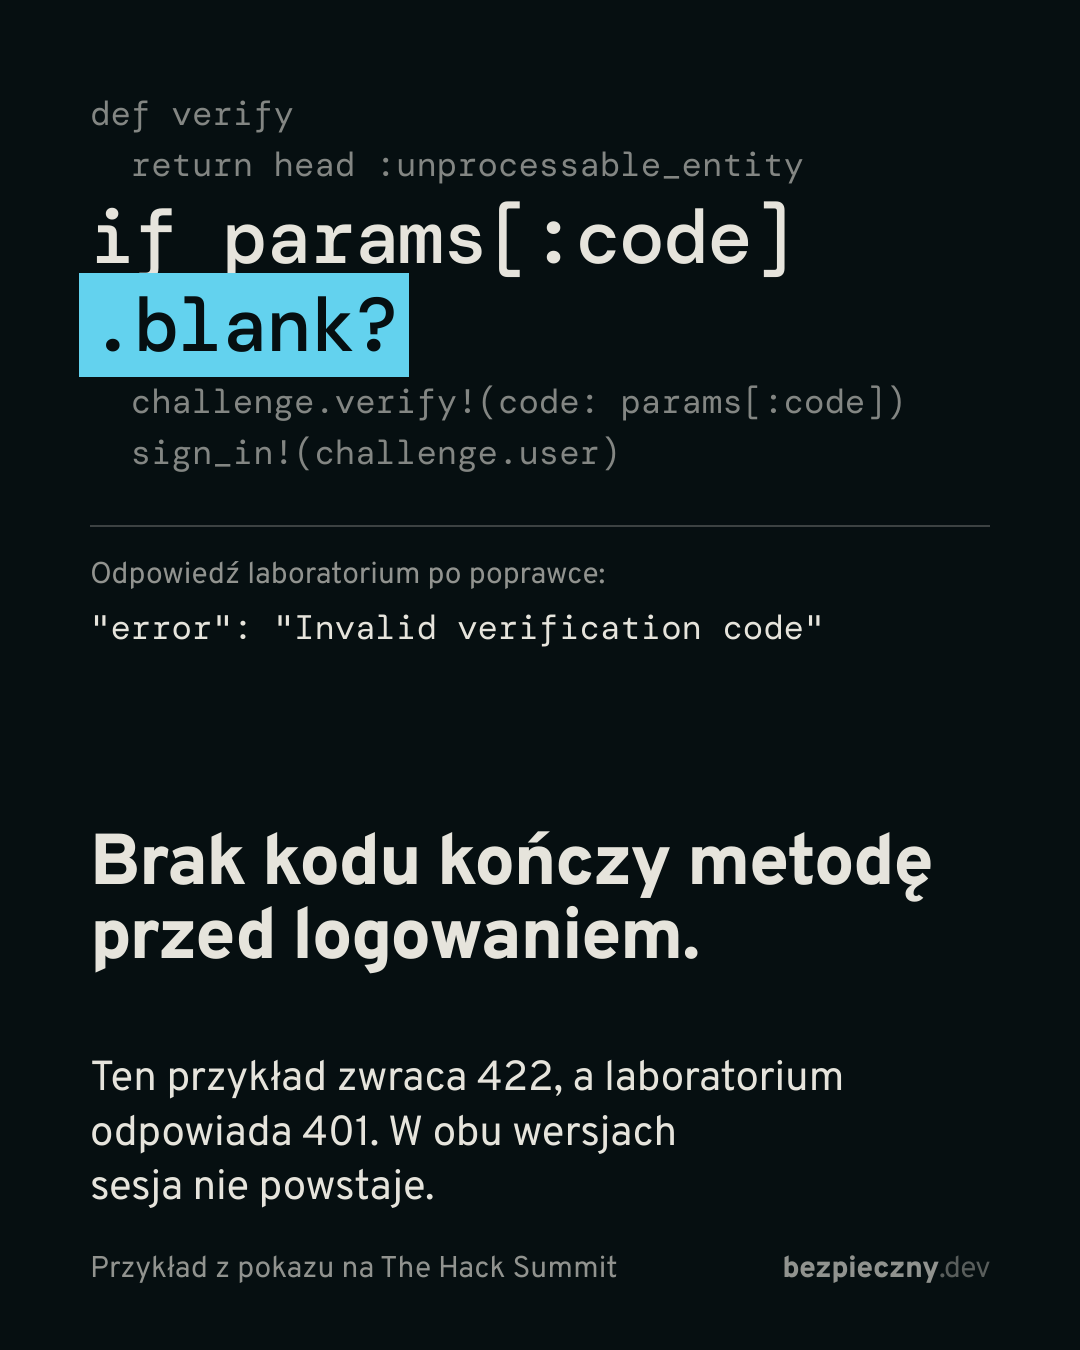 def verify
  return head :unprocessable_entity
if params[:code]
.blank?
  challenge.verify!(code: params[:code])
  sign_in!(challenge.user)
Odpowiedź laboratorium po poprawce:
"error": "Invalid verification code"
Brak kodu kończy metodę
przed logowaniem.
Ten przykład zwraca 422, a laboratorium
odpowiada 401. W obu wersjach
sesja nie powstaje.
Przykład z pokazu na The Hack Summit
bezpieczny.dev